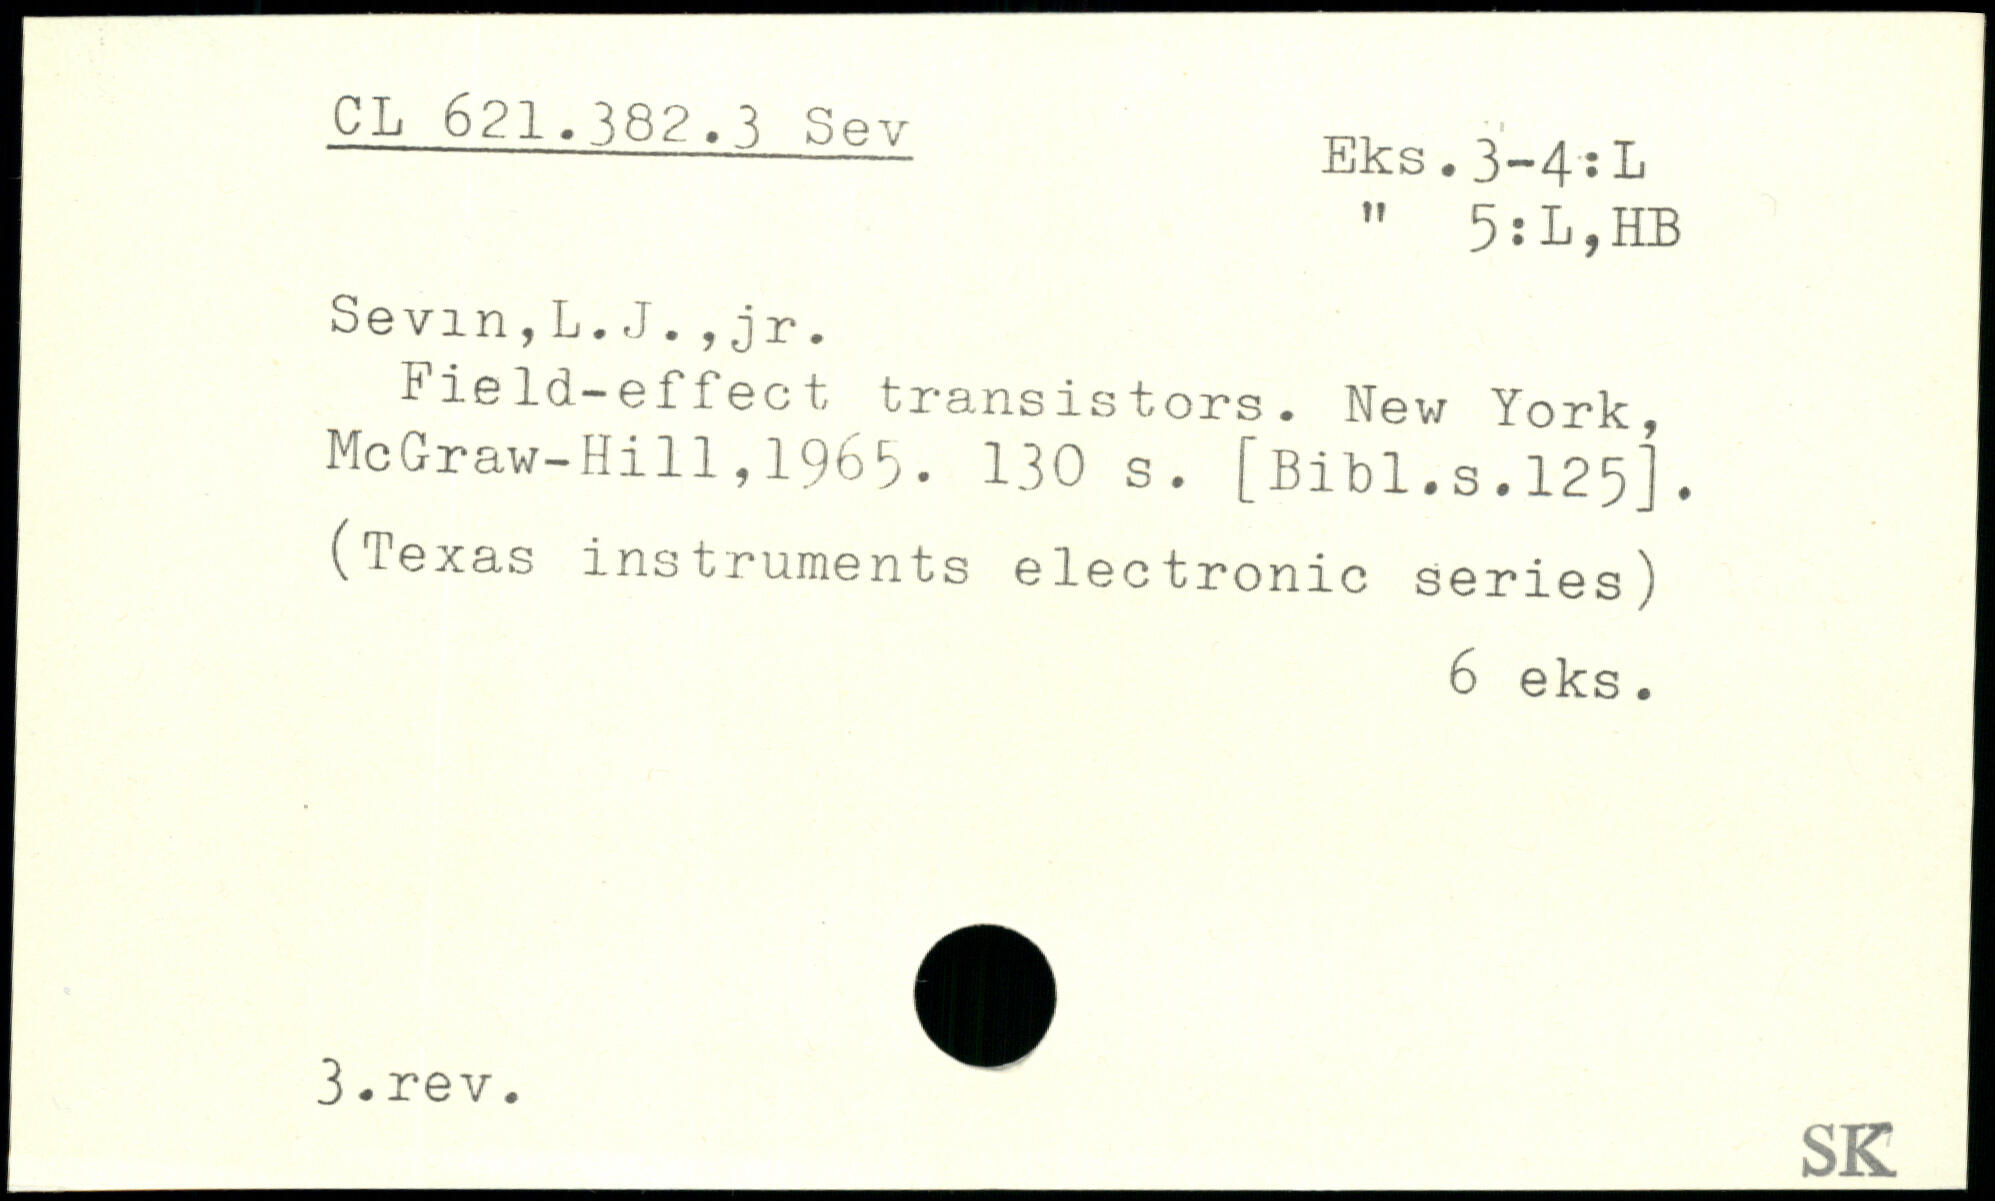 CL 621.382.3 Sev
Eks.3-4:L
" 5:L,HB
Sevin,L.J.,jr.
Field-effect transistors. New York,
McGraw-Hill,1965. 130 s. [Bibl.s.125].
(Texas instruments electronic series)
6 eks.
3.rev.
SK